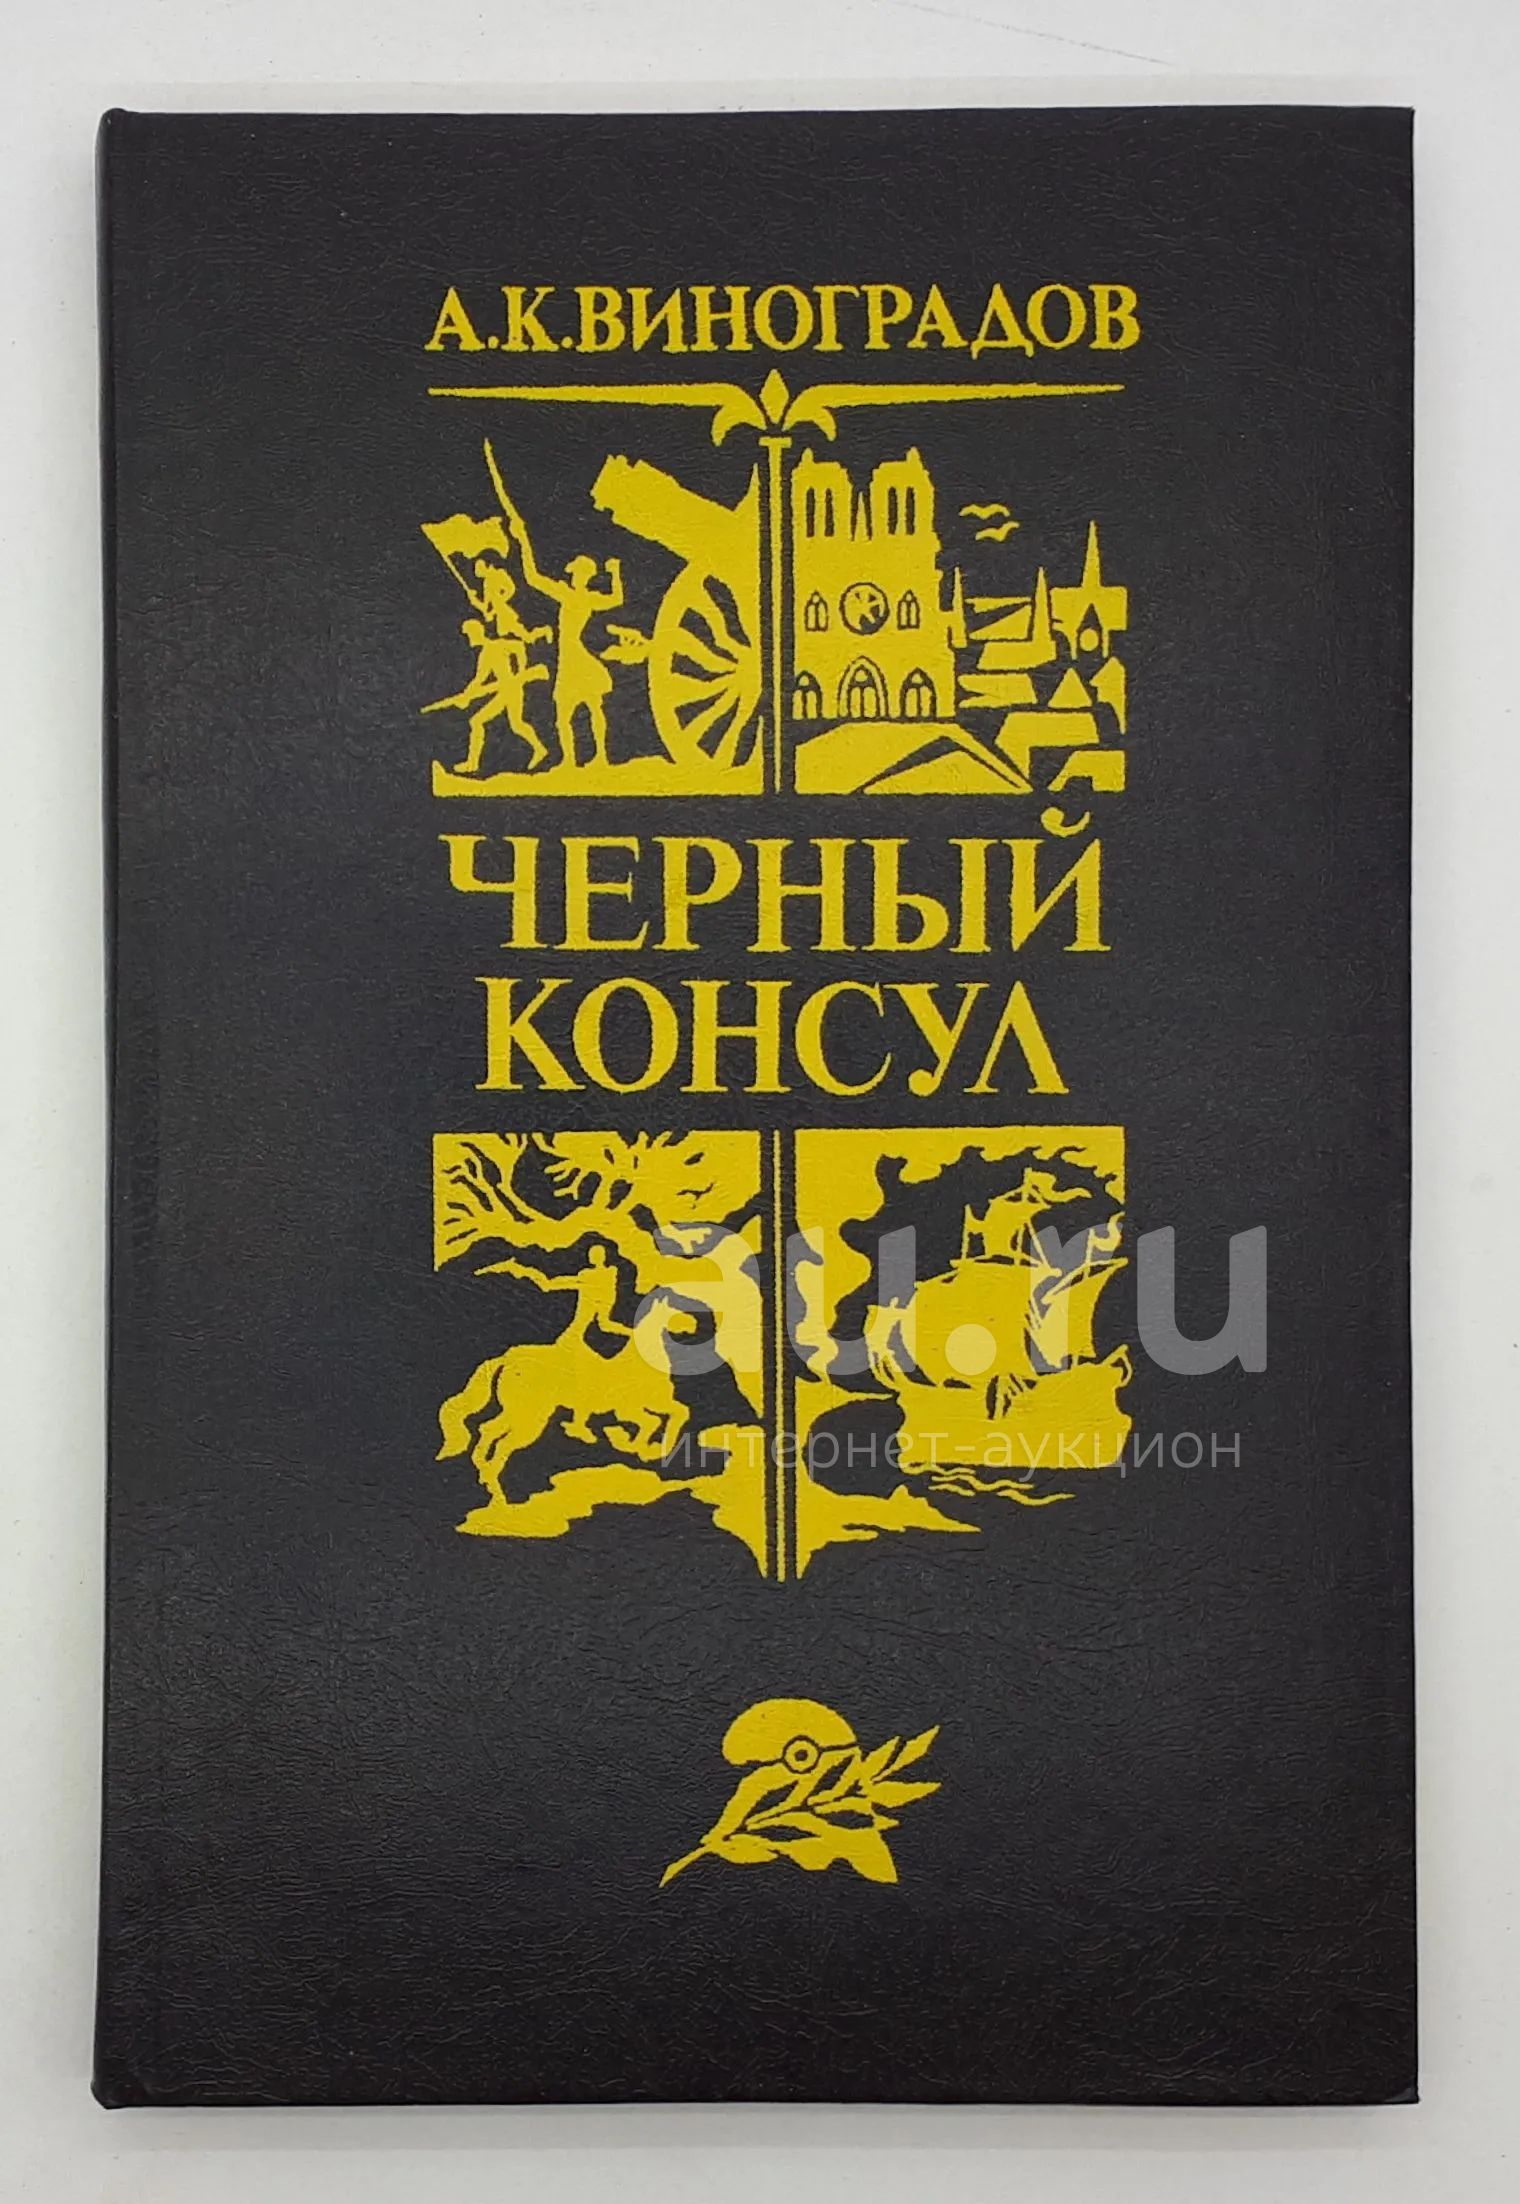 А.К.ВИНОГРАДОВ
ЧЕРНЫЙ
КОНСУЛ
au.ru
интернет-аукцион